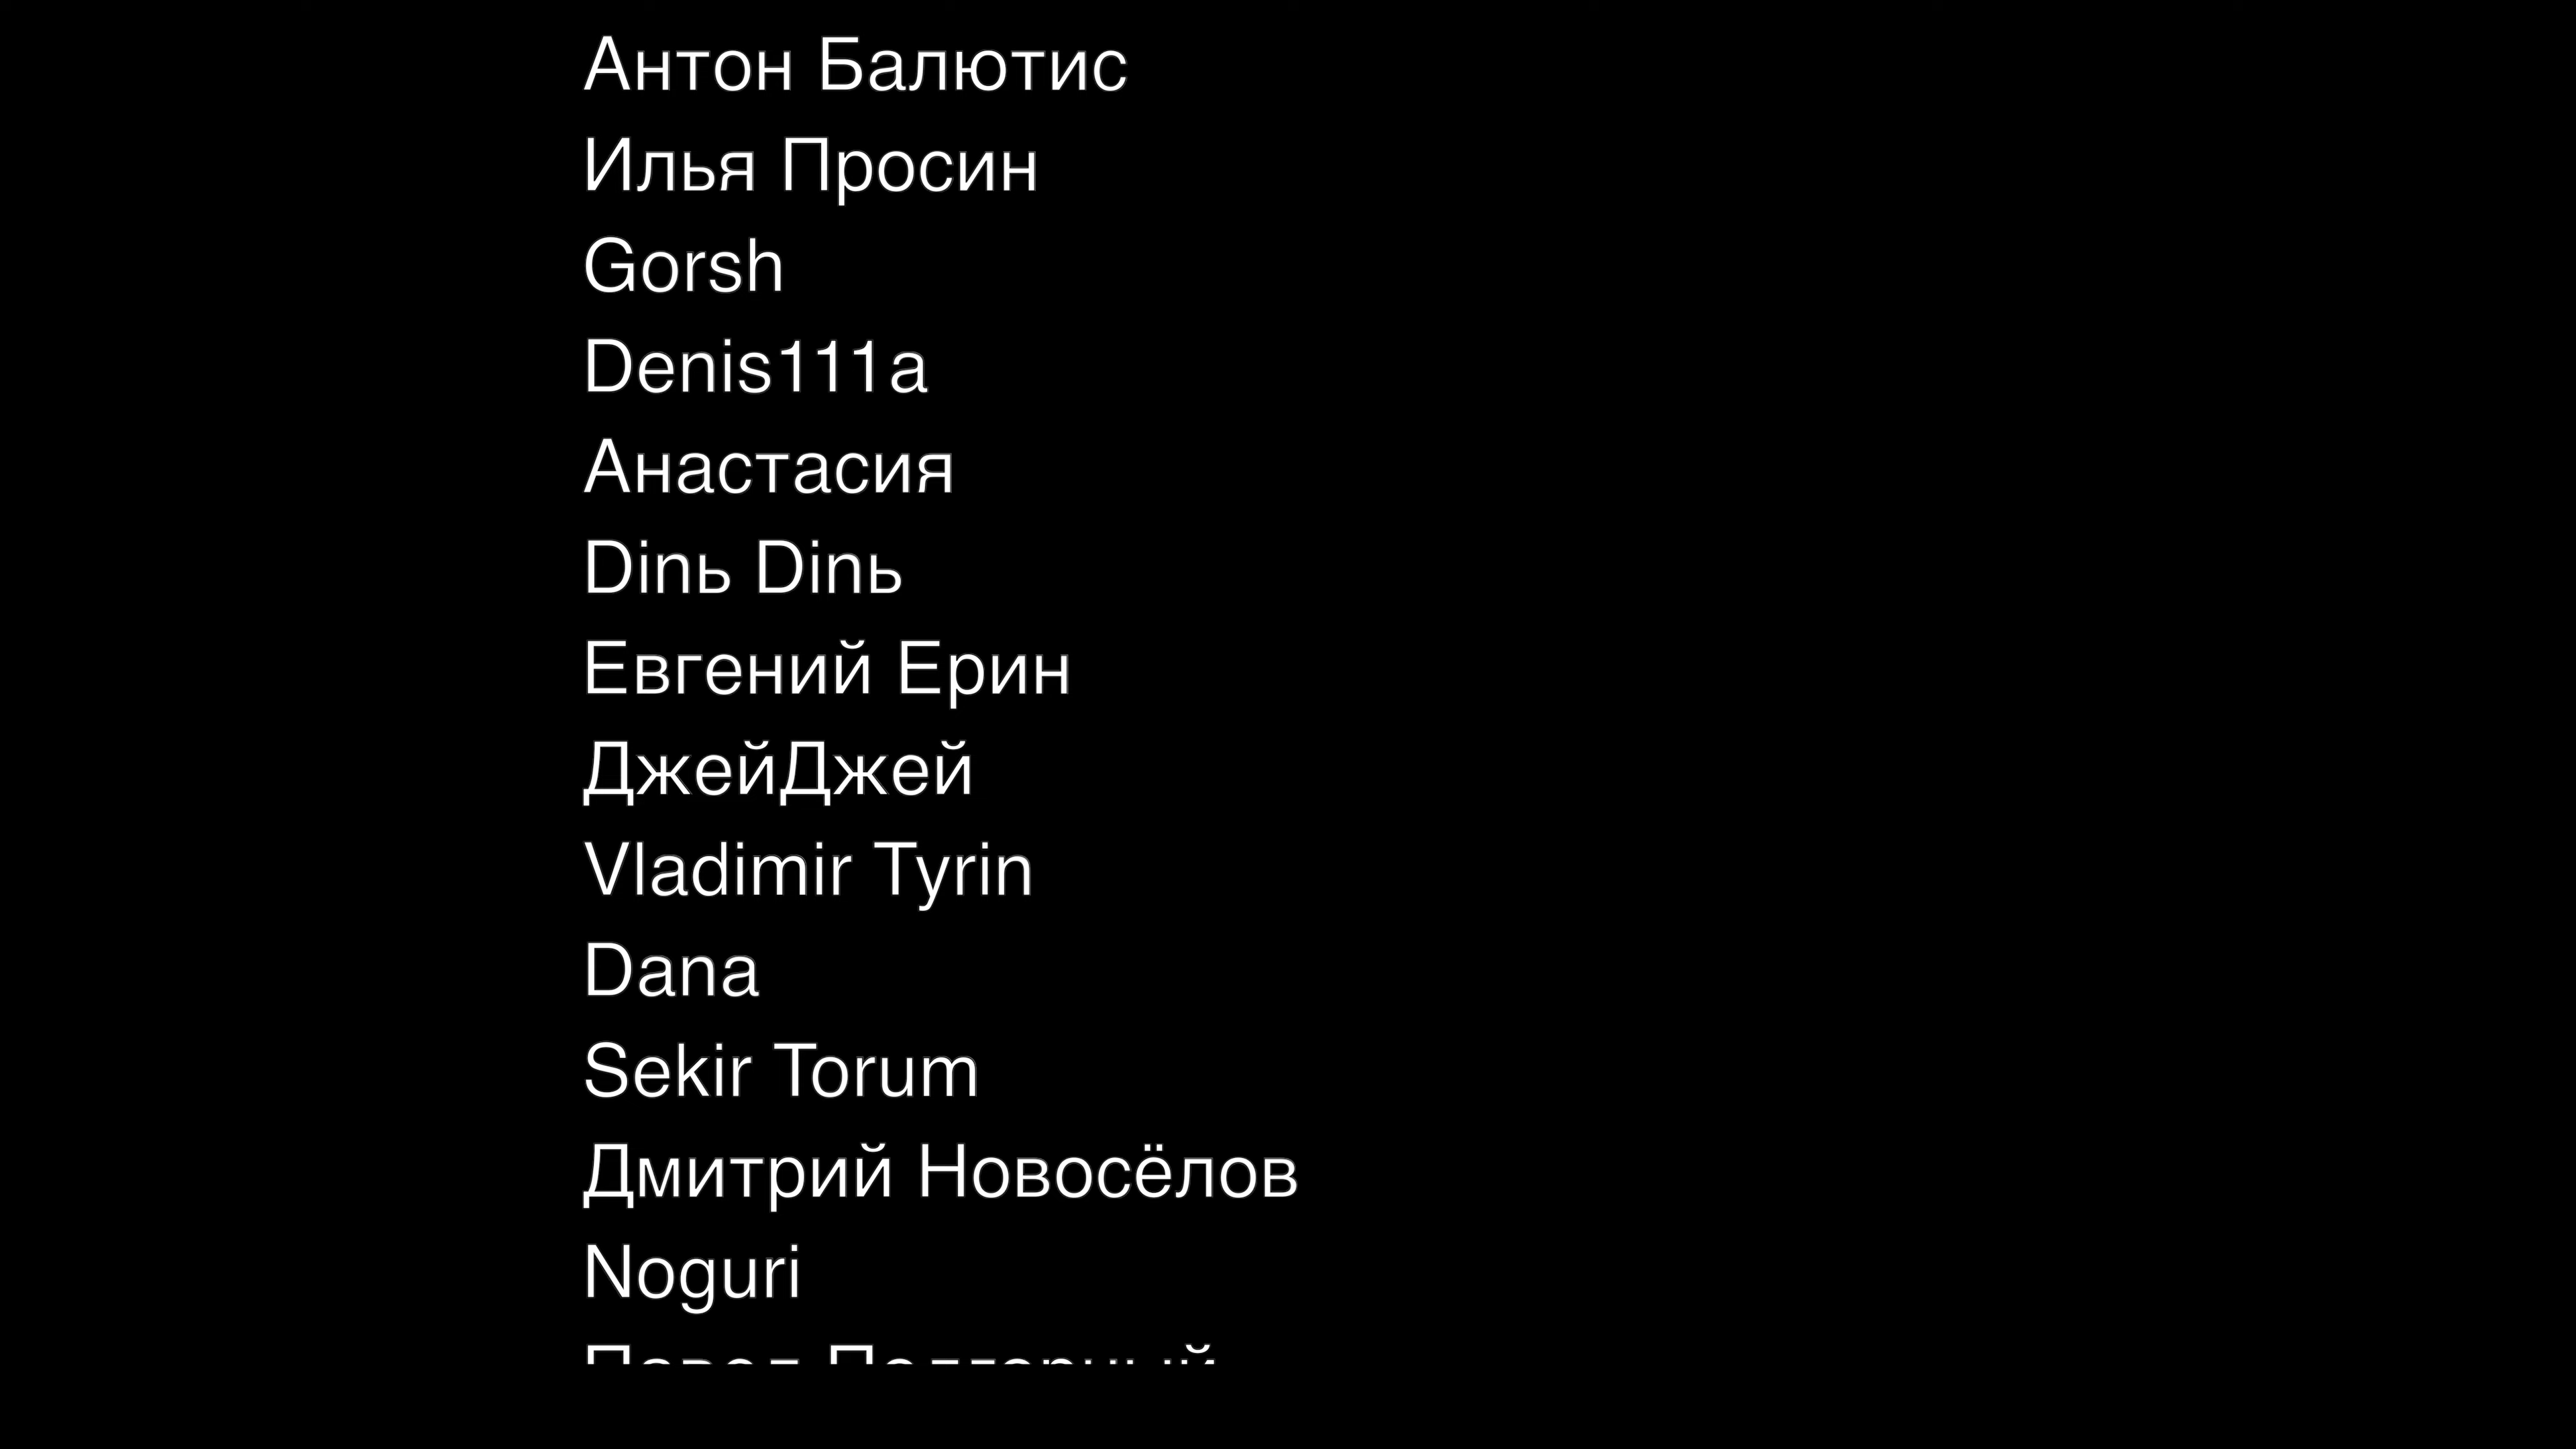 Антон Балютис
Илья Просин
Gorsh
Denis111a
Анастасия
Dinь Dinь
Евгений Ерин
ДжейДжей
Vladimir Tyrin
Dana
Sekir Torum
Дмитрий Новосёлов
Noguri